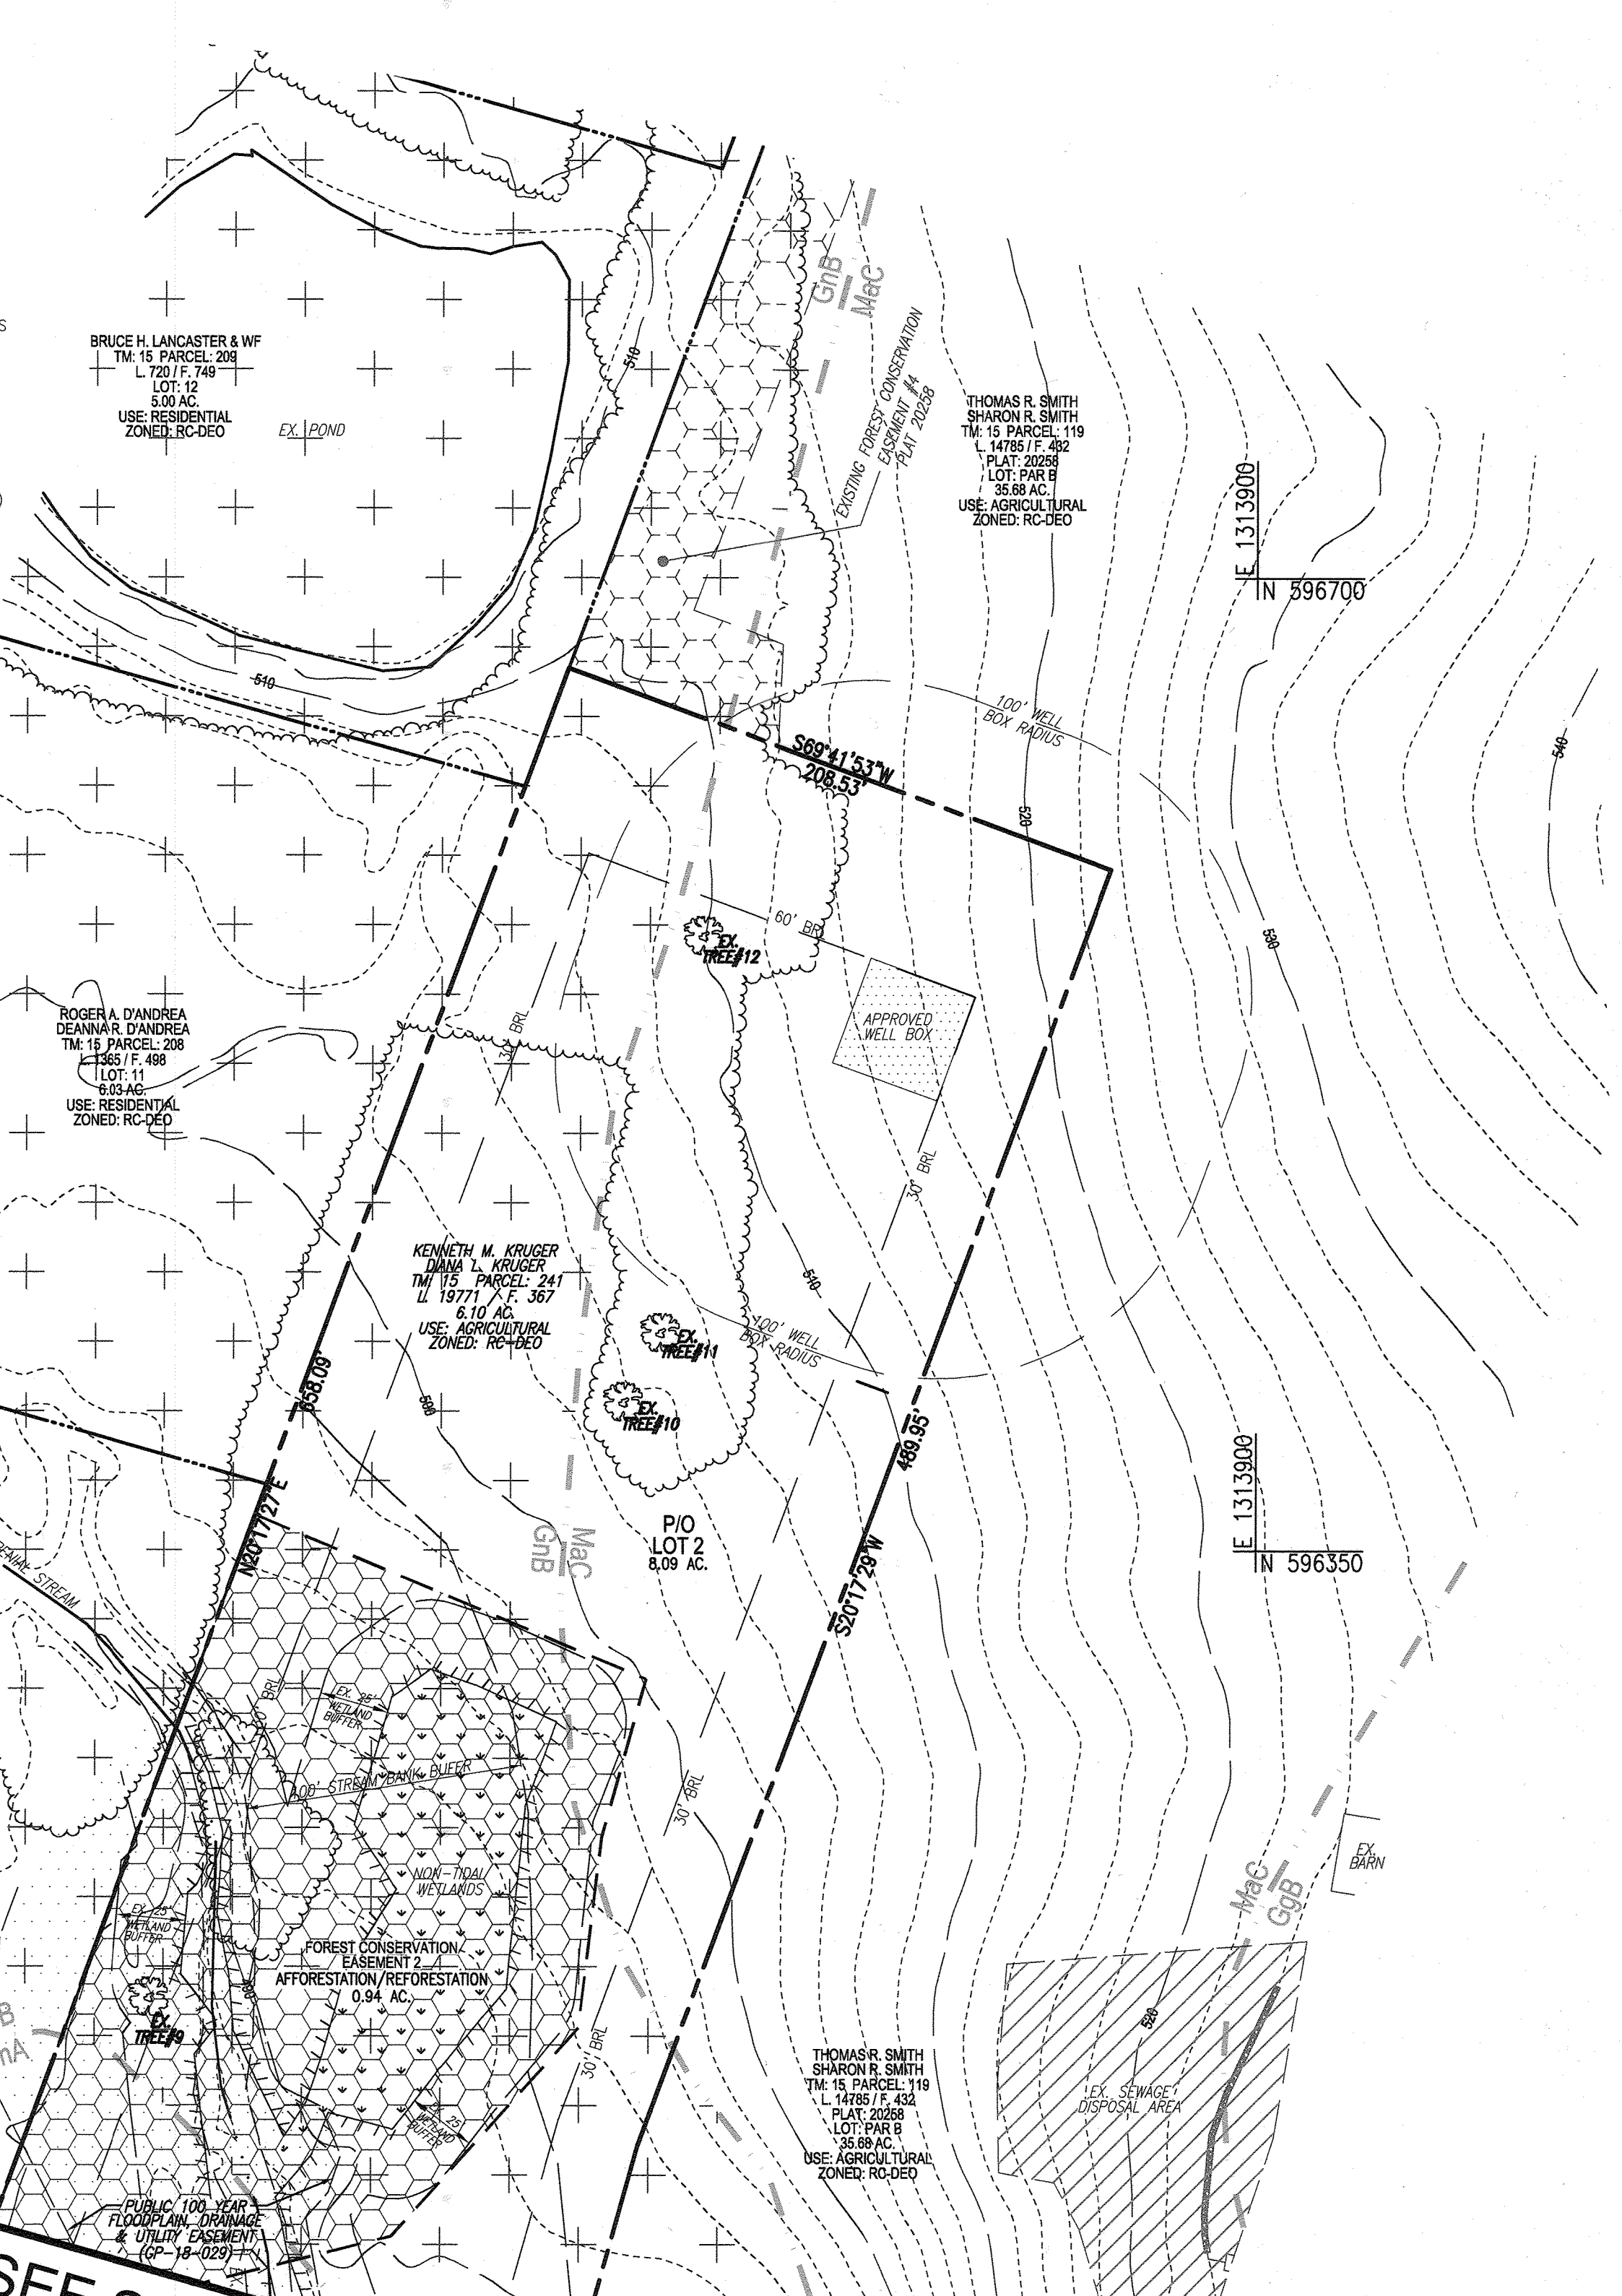 GnB
MaC
BRUCE H. LANCASTER & WF
TM: 15 PARCEL: 209
L. 720 / F. 749
LOT: 12
5.00 AC.
USE: RESIDENTIAL
ZONED: RC-DEO
EX. POND
510
EXISTING FOREST CONSERVATION
EASEMENT #4
PLAT 20258
THOMAS R. SMITH
SHARON R. SMITH
TM: 15 PARCEL: 119
L. 14785 / F. 432
PLAT: 20258
LOT: PAR B
35.68 AC.
USE: AGRICULTURAL
ZONED: RC-DEO
E 1313900
N 596700
510
100' WELL
BOX RADIUS
S69°41'53"W
208.53'
540
520
60' BRL
EX.
TREE#12
530
APPROVED
WELL BOX
30' BRL
ROGER A. D'ANDREA
DEANNA R. D'ANDREA
TM: 15 PARCEL: 208
L. 1365 / F. 498
LOT: 11
6.03 AC.
USE: RESIDENTIAL
ZONED: RC-DEO
30' BRL
KENNETH M. KRUGER
DIANA L. KRUGER
TM: 15 PARCEL: 241
L. 19771 / F. 367
6.10 AC.
USE: AGRICULTURAL
ZONED: RC-DEO
510
EX.
TREE#11
100' WELL
BOX RADIUS
658.09'
500
EX.
TREE#10
489.95'
E 1313900
N 596350
N20°17'27"E
MaC
GnB
P/O
LOT 2
8.09 AC.
S20°17'29"W
STREAM
BRL
EX. 25'
WETLAND
BUFFER
100' STREAM BANK BUFER
30' BRL
EX.
BARN
NON-TIDAL
WETLANDS
MaC
GgB
EX. 25'
WETLAND
BUFFER
FOREST CONSERVATION
EASEMENT 2
AFFORESTATION/REFORESTATION
0.94 AC.
EX.
TREE#9
30' BRL
520
THOMAS R. SMITH
SHARON R. SMITH
TM: 15 PARCEL: 119
L. 14785 / F. 432
PLAT: 20258
LOT: PAR B
35.68 AC.
USE: AGRICULTURAL
ZONED: RC-DEO
EX. SEWAGE
DISPOSAL AREA
EX. 25'
WETLAND
BUFFER
PUBLIC 100 YEAR
FLOODPLAIN, DRAINAGE
& UTILITY EASEMENT
(CP-18-029)